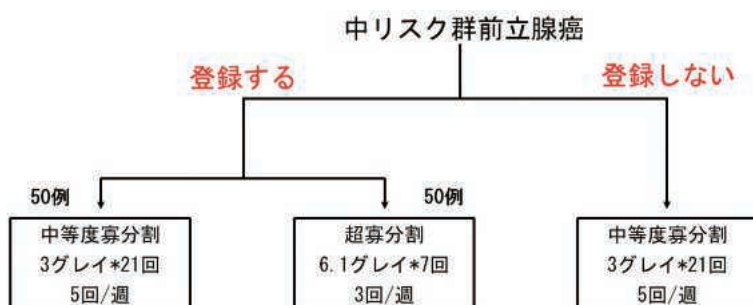 中リスク群前立腺癌
登録する
登録しない
50例
50例
中等度寡分割
3グレイ*21回
5回/週
超寡分割
6.1グレイ*7回
3回/週
中等度寡分割
3グレイ*21回
5回/週